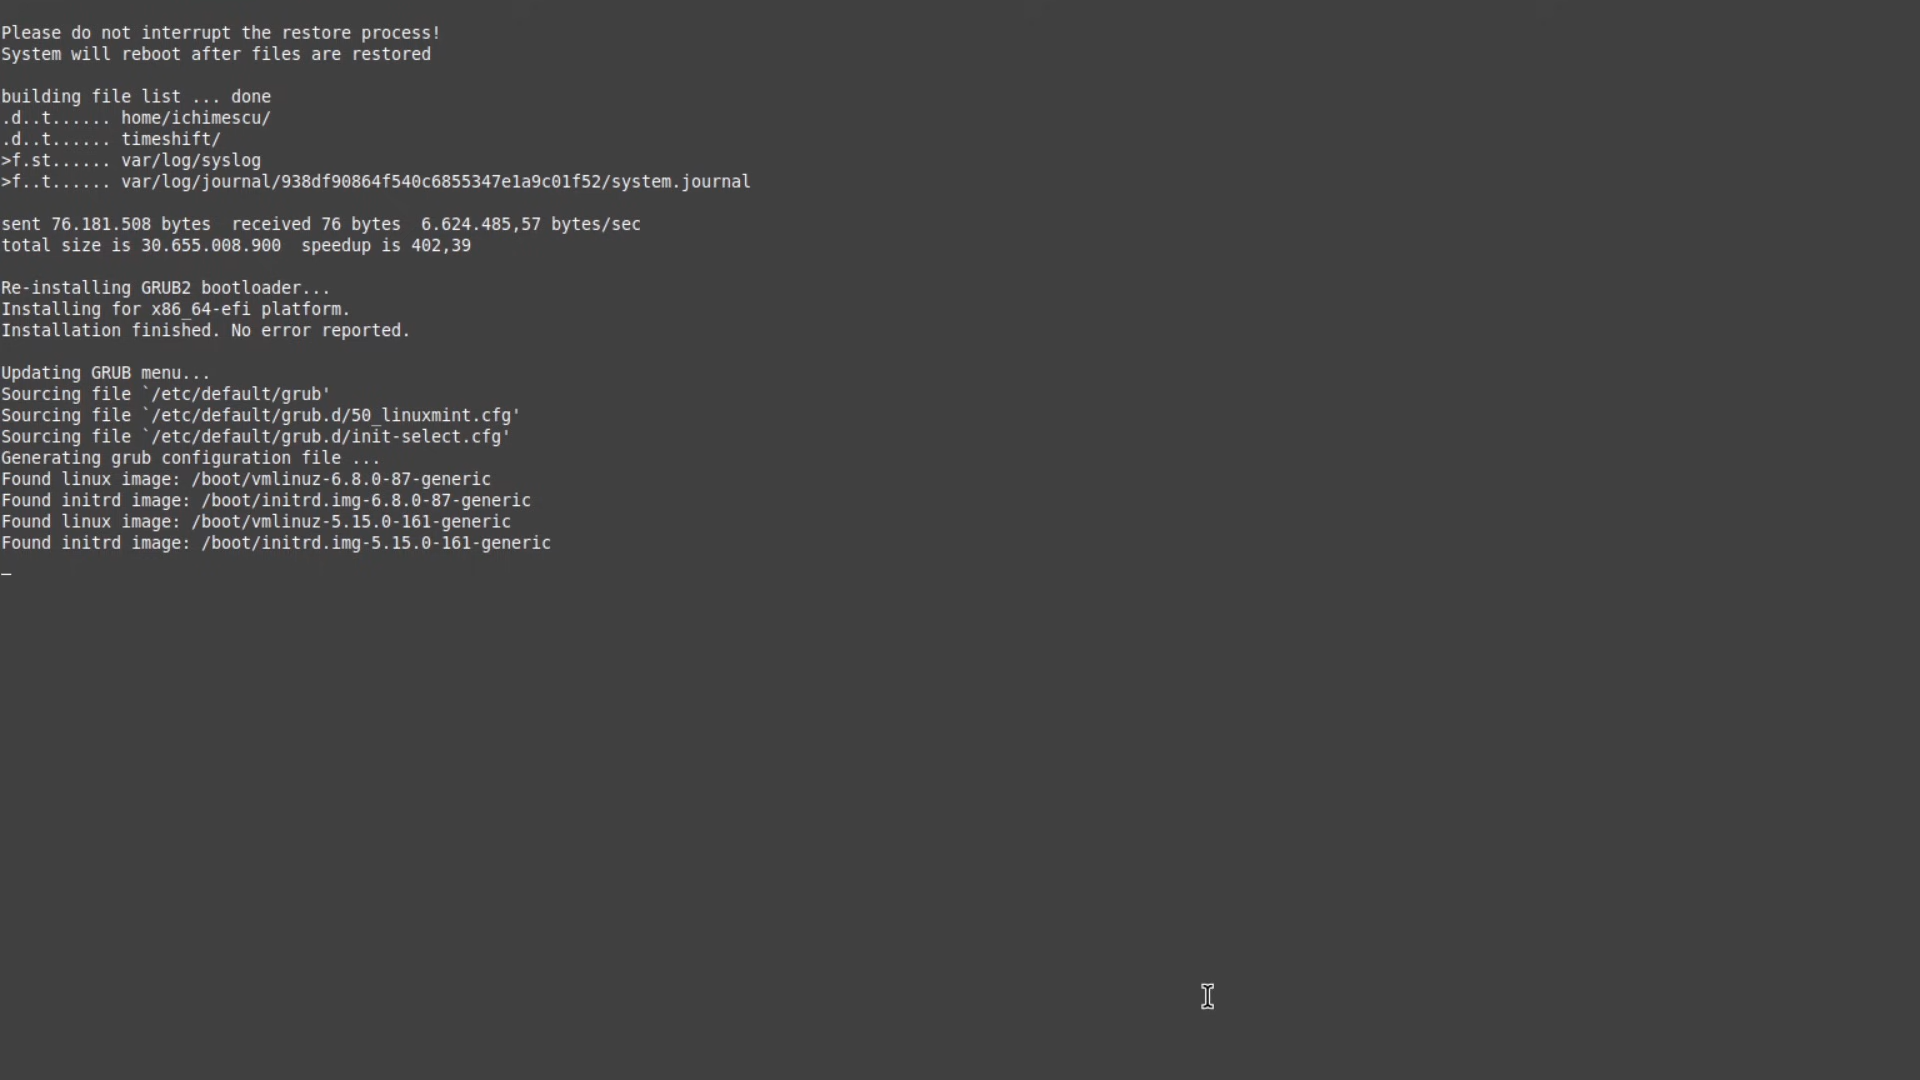 Please do not interrupt the restore process!
System will reboot after files are restored
building file list ... done
.d..t...... home/ichimescu/
.d..t...... timeshift/
>f.st...... var/log/syslog
>f..t...... var/log/journal/938df90864f540c6855347e1a9c01f52/system.journal
sent 76.181.508 bytes  received 76 bytes  6.624.485,57 bytes/sec
total size is 30.655.008.900  speedup is 402,39
Re-installing GRUB2 bootloader...
Installing for x86_64-efi platform.
Installation finished. No error reported.
Updating GRUB menu...
Sourcing file `/etc/default/grub'
Sourcing file `/etc/default/grub.d/50_linuxmint.cfg'
Sourcing file `/etc/default/grub.d/init-select.cfg'
Generating grub configuration file ...
Found linux image: /boot/vmlinuz-6.8.0-87-generic
Found initrd image: /boot/initrd.img-6.8.0-87-generic
Found linux image: /boot/vmlinuz-5.15.0-161-generic
Found initrd image: /boot/initrd.img-5.15.0-161-generic
_